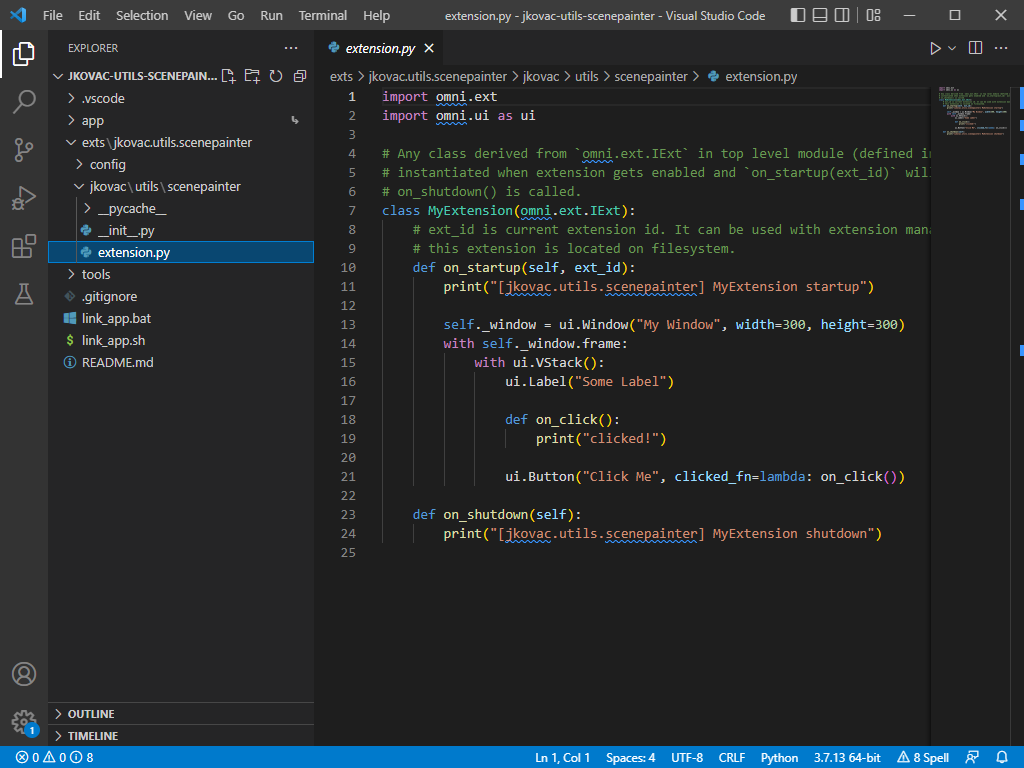 File Edit Selection View Go Run Terminal Help extension.py - jkovac-utils-scenepainter - Visual Studio Code
EXPLORER
JKOVAC-UTILS-SCENEPAIN...
.vscode
app
exts\jkovac.utils.scenepainter
config
jkovac\utils\scenepainter
__pycache__
__init__.py
extension.py
tools
.gitignore
link_app.bat
link_app.sh
README.md
OUTLINE
TIMELINE
1
extension.py
exts > jkovac.utils.scenepainter > jkovac > utils > scenepainter > extension.py
1 import omni.ext
2 import omni.ui as ui
3
4 # Any class derived from `omni.ext.IExt` in top level module (defined i
5 # instantiated when extension gets enabled and `on_startup(ext_id)` wil
6 # on_shutdown() is called.
7 class MyExtension(omni.ext.IExt):
8     # ext_id is current extension id. It can be used with extension mana
9     # this extension is located on filesystem.
10     def on_startup(self, ext_id):
11         print("[jkovac.utils.scenepainter] MyExtension startup")
12
13         self._window = ui.Window("My Window", width=300, height=300)
14         with self._window.frame:
15             with ui.VStack():
16                 ui.Label("Some Label")
17
18                 def on_click():
19                     print("clicked!")
20
21                 ui.Button("Click Me", clicked_fn=lambda: on_click())
22
23     def on_shutdown(self):
24         print("[jkovac.utils.scenepainter] MyExtension shutdown")
25
0 0 8 Ln 1, Col 1 Spaces: 4 UTF-8 CRLF Python 3.7.13 64-bit 8 Spell